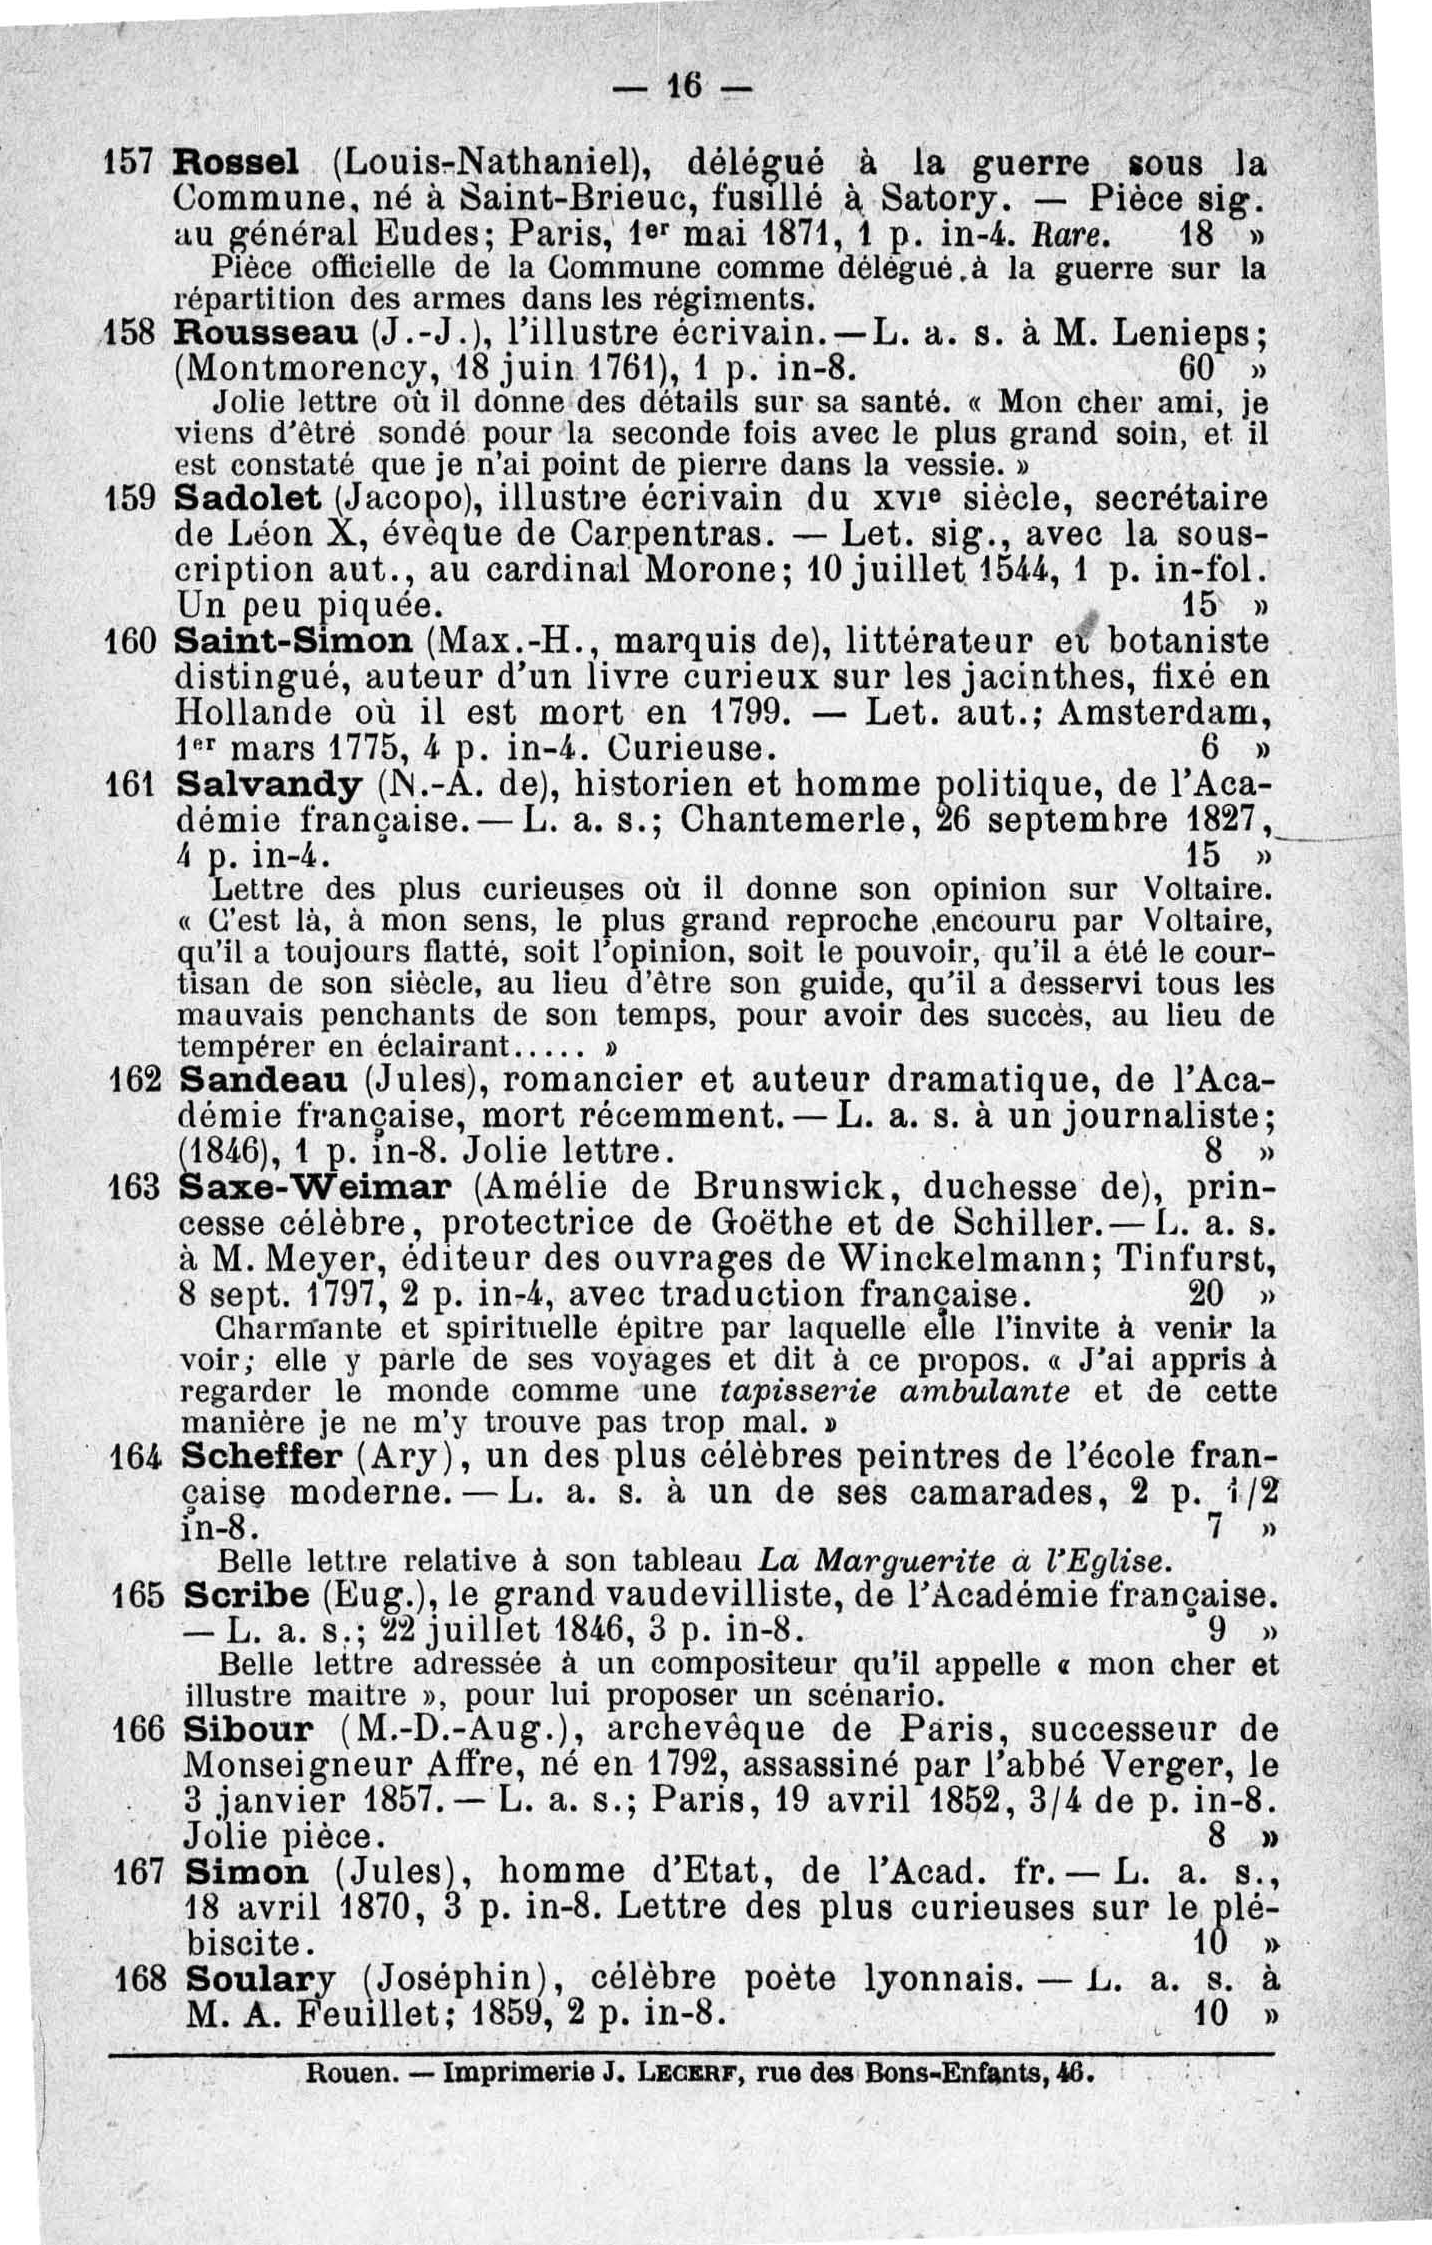 — 16 —
157 Rossel (Louis-Nathaniel), délégué à la guerre sous la
Commune, né à Saint-Brieuc, fusillé à Satory. — Pièce sig.
au général Eudes; Paris, 1er mai 1871, 1 p. in-4. Rare. 18 »
Pièce officielle de la Commune comme délégué à la guerre sur la
répartition des armes dans les régiments.
158 Rousseau (J.-J.), l'illustre écrivain. — L. a. s. à M. Lenieps;
(Montmorency, 18 juin 1761), 1 p. in-8. 60 »
Jolie lettre où il donne des détails sur sa santé. « Mon cher ami, je
viens d'être sondé pour la seconde fois avec le plus grand soin, et il
est constaté que je n'ai point de pierre dans la vessie. »
159 Sadolet (Jacopo), illustre écrivain du XVIe siècle, secrétaire
de Léon X, évêque de Carpentras. — Let. sig., avec la sous-
cription aut., au cardinal Morone; 10 juillet 1544, 1 p. in-fol.
Un peu piquée. 15 »
160 Saint-Simon (Max.-H., marquis de), littérateur et botaniste
distingué, auteur d'un livre curieux sur les jacinthes, fixé en
Hollande où il est mort en 1799. — Let. aut.; Amsterdam,
1er mars 1775, 4 p. in-4. Curieuse. 6 »
161 Salvandy (N.-A. de), historien et homme politique, de l'Aca-
démie française. — L. a. s.; Chantemerle, 26 septembre 1827,
4 p. in-4. 15 »
Lettre des plus curieuses où il donne son opinion sur Voltaire.
« C'est là, à mon sens, le plus grand reproche encouru par Voltaire,
qu'il a toujours flatté, soit l'opinion, soit le pouvoir, qu'il a été le cour-
tisan de son siècle, au lieu d'être son guide, qu'il a desservi tous les
mauvais penchants de son temps, pour avoir des succès, au lieu de
tempérer en éclairant..... »
162 Sandeau (Jules), romancier et auteur dramatique, de l'Aca-
démie française, mort récemment. — L. a. s. à un journaliste;
(1846), 1 p. in-8. Jolie lettre. 8 »
163 Saxe-Weimar (Amélie de Brunswick, duchesse de), prin-
cesse célèbre, protectrice de Goëthe et de Schiller. — L. a. s.
à M. Meyer, éditeur des ouvrages de Winckelmann; Tinfurst,
8 sept. 1797, 2 p. in-4, avec traduction française. 20 »
Charmante et spirituelle épitre par laquelle elle l'invite à venir la
voir; elle y parle de ses voyages et dit à ce propos. « J'ai appris à
regarder le monde comme une tapisserie ambulante et de cette
manière je ne m'y trouve pas trop mal. »
164 Scheffer (Ary), un des plus célèbres peintres de l'école fran-
çaise moderne. — L. a. s. à un de ses camarades, 2 p. 1/2
in-8. 7 »
Belle lettre relative à son tableau La Marguerite à l'Eglise.
165 Scribe (Eug.), le grand vaudevilliste, de l'Académie française.
— L. a. s.; 22 juillet 1846, 3 p. in-8. 9 »
Belle lettre adressée à un compositeur qu'il appelle « mon cher et
illustre maitre », pour lui proposer un scénario.
166 Sibour (M.-D.-Aug.), archevêque de Paris, successeur de
Monseigneur Affre, né en 1792, assassiné par l'abbé Verger, le
3 janvier 1857. — L. a. s.; Paris, 19 avril 1852, 3/4 de p. in-8.
Jolie pièce. 8 »
167 Simon (Jules), homme d'Etat, de l'Acad. fr. — L. a. s.,
18 avril 1870, 3 p. in-8. Lettre des plus curieuses sur le plé-
biscite. 10 »
168 Soulary (Joséphin), célèbre poète lyonnais. — L. a. s. à
M. A. Feuillet; 1859, 2 p. in-8. 10 »
Rouen. — Imprimerie J. LECERF, rue des Bons-Enfants, 46.